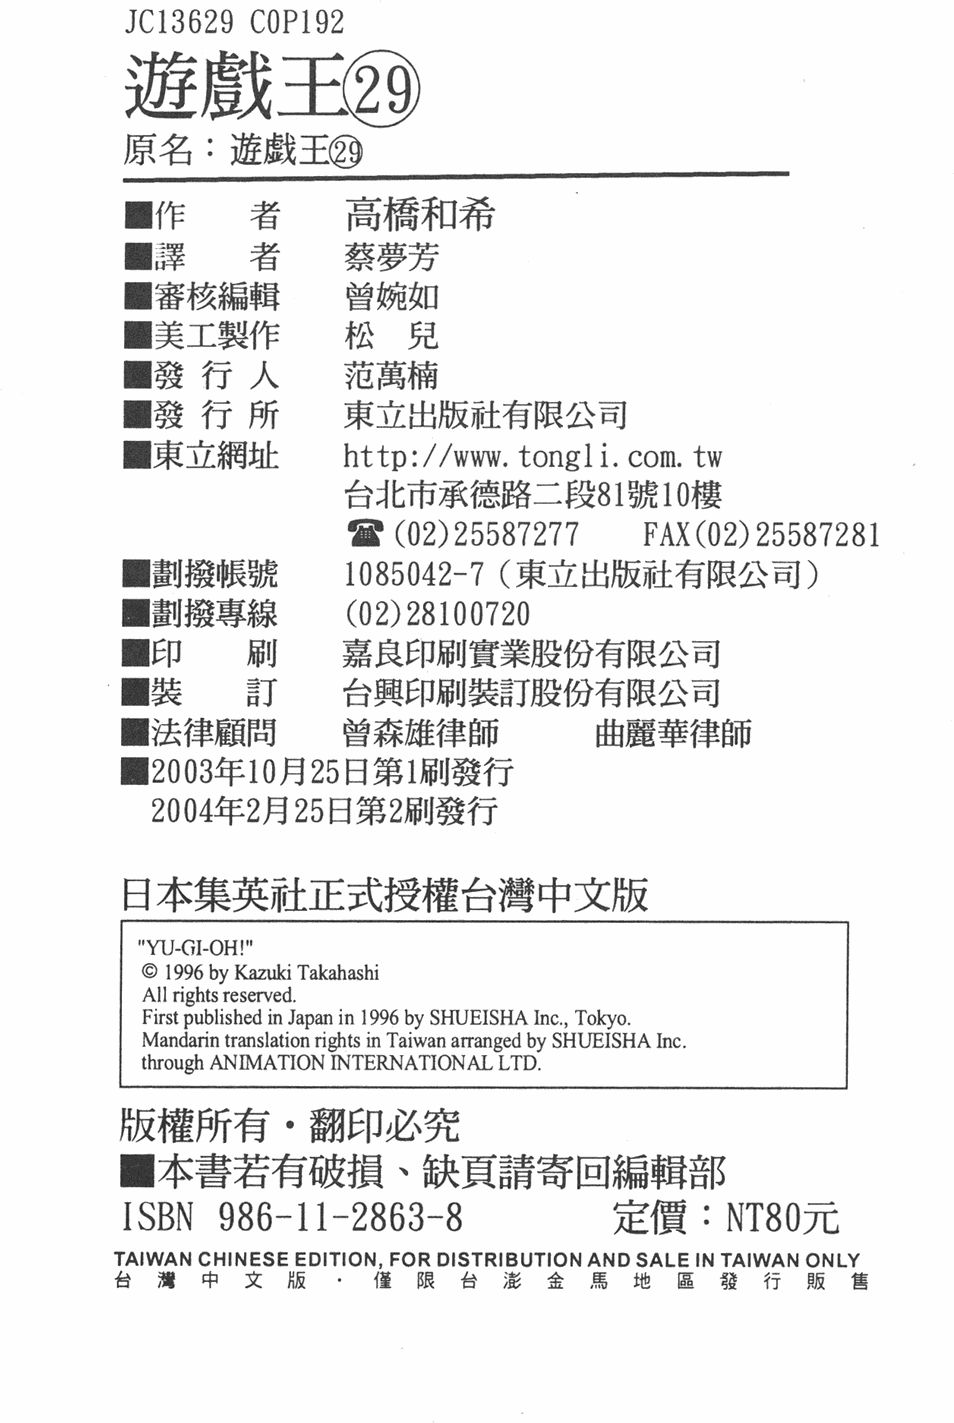 JC13629 C0P192
遊戲王㉙
原名：遊戯王㉙
■作　者　高橋和希
■譯　者　蔡夢芳
■審核編輯　曾婉如
■美工製作　松　兒
■發行人　范萬楠
■發行所　東立出版社有限公司
■東立網址　http://www.tongli.com.tw
台北市承德路二段81號10樓
☎(02)25587277　FAX(02)25587281
■劃撥帳號　1085042-7（東立出版社有限公司）
■劃撥專線　(02)28100720
■印　刷　嘉良印刷實業股份有限公司
■裝　訂　台興印刷裝訂股份有限公司
■法律顧問　曾森雄律師　曲麗華律師
■2003年10月25日第1刷發行
2004年2月25日第2刷發行
日本集英社正式授權台灣中文版
"YU-GI-OH!"
© 1996 by Kazuki Takahashi
All rights reserved.
First published in Japan in 1996 by SHUEISHA Inc., Tokyo.
Mandarin translation rights in Taiwan arranged by SHUEISHA Inc.
through ANIMATION INTERNATIONAL LTD.
版權所有・翻印必究
■本書若有破損、缺頁請寄回編輯部
ISBN 986-11-2863-8　定價：NT80元
TAIWAN CHINESE EDITION, FOR DISTRIBUTION AND SALE IN TAIWAN ONLY
台灣中文版・僅限台澎金馬地區發行販售